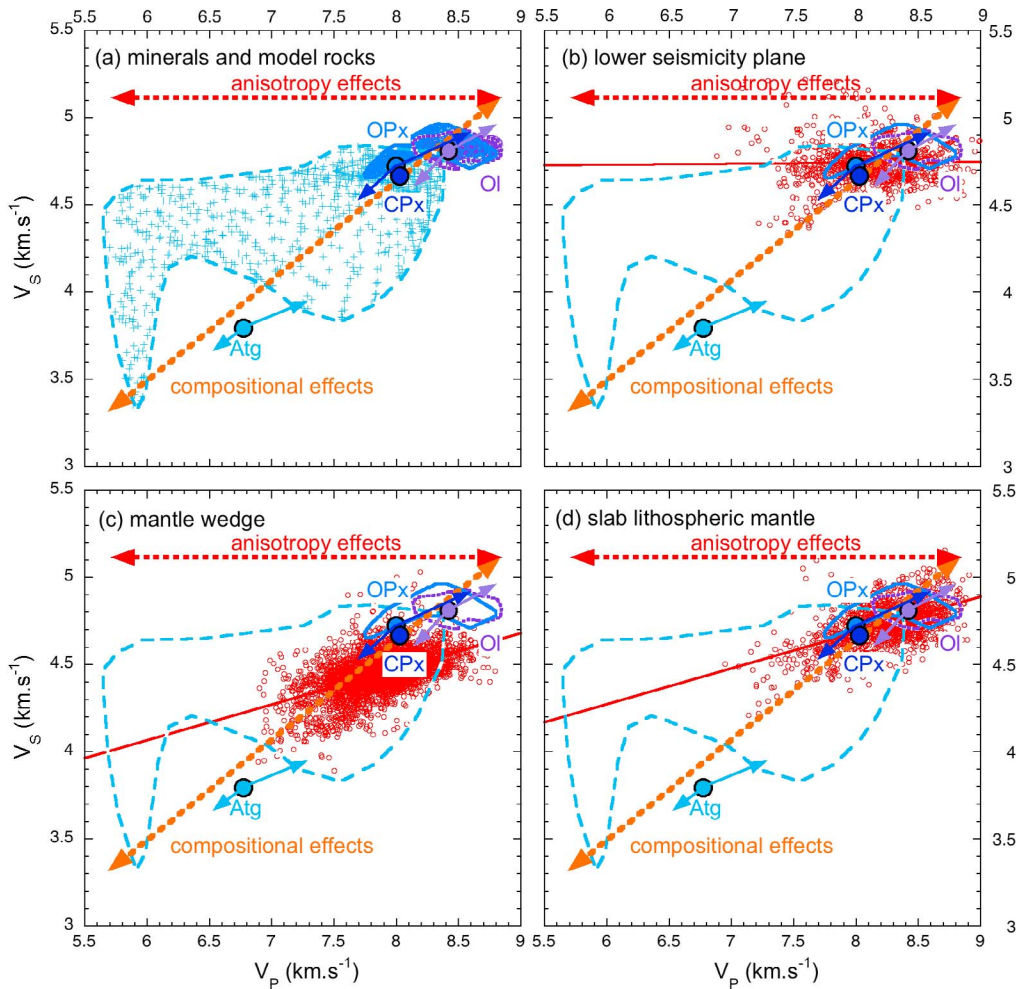 5.5 6 6.5 7 7.5 8 8.5 9
5.5 6 6.5 7 7.5 8 8.5 9
5.5
5
4.5
4
3.5
3
V_S (km.s⁻¹)
(a) minerals and model rocks
anisotropy effects
OPx
Ol
CPx
Atg
compositional effects
(b) lower seismicity plane
anisotropy effects
OPx
Ol
CPx
Atg
compositional effects
5.5
5
4.5
4
3.5
3
5.5
5
4.5
4
3.5
3
V_S (km.s⁻¹)
(c) mantle wedge
anisotropy effects
OPx
Ol
CPx
Atg
compositional effects
(d) slab lithospheric mantle
anisotropy effects
OPx
Ol
CPx
Atg
compositional effects
5.5
5
4.5
4
3.5
3
5.5 6 6.5 7 7.5 8 8.5 9
5.5 6 6.5 7 7.5 8 8.5 9
V_P (km.s⁻¹)
V_P (km.s⁻¹)